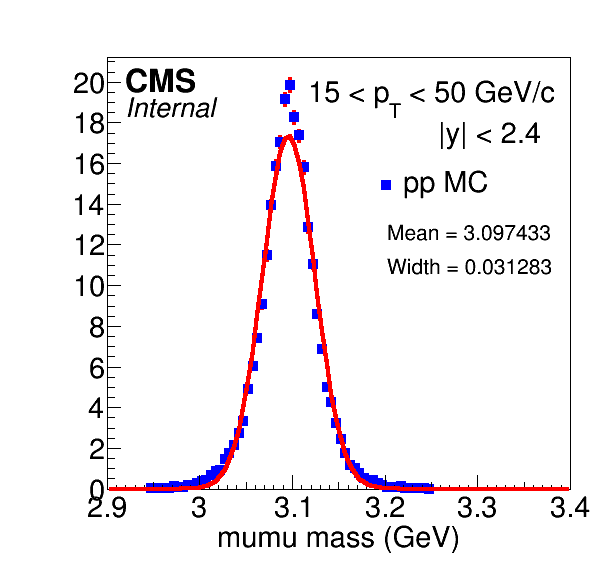 CMS
Internal
15 < p_T < 50 GeV/c
|y| < 2.4
pp MC
Mean = 3.097433
Width = 0.031283
20
18
16
14
12
10
8
6
4
2
0
2.9 3 3.1 3.2 3.3 3.4
mumu mass (GeV)